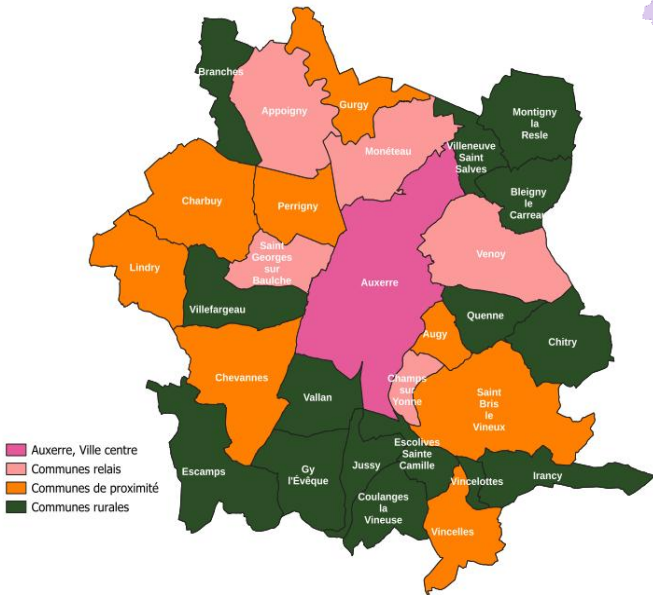 Branches
Appoigny
Gurgy
Montigny
la
Resle
Monéteau
Villeneuve
Saint
Salves
Bleigny
le
Carreau
Charbuy
Perrigny
Saint
Georges
sur
Baulche
Venoy
Lindry
Auxerre
Villefargeau
Quenne
Augy
Chitry
Chevannes
Champs
sur
Yonne
Saint
Bris
le
Vineux
Vallan
Escolives
Sainte
Camille
Escamps
Gy
l'Évêque
Jussy
Vincelottes
Irancy
Coulanges
la
Vineuse
Vincelles
Auxerre, Ville centre
Communes relais
Communes de proximité
Communes rurales